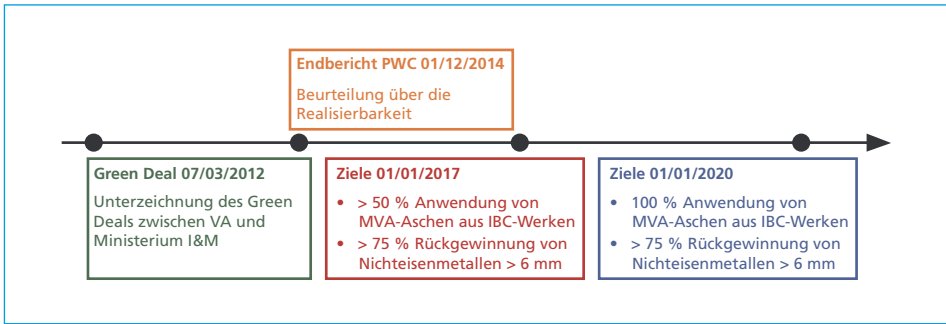 Endbericht PWC 01/12/2014
Beurteilung über die
Realisierbarkeit
Green Deal 07/03/2012
Unterzeichnung des Green
Deals zwischen VA und
Ministerium I&M
Ziele 01/01/2017
• > 50 % Anwendung von
MVA-Aschen aus IBC-Werken
• > 75 % Rückgewinnung von
Nichteisenmetallen > 6 mm
Ziele 01/01/2020
• 100 % Anwendung von
MVA-Aschen aus IBC-Werken
• > 75 % Rückgewinnung von
Nichteisenmetallen > 6 mm